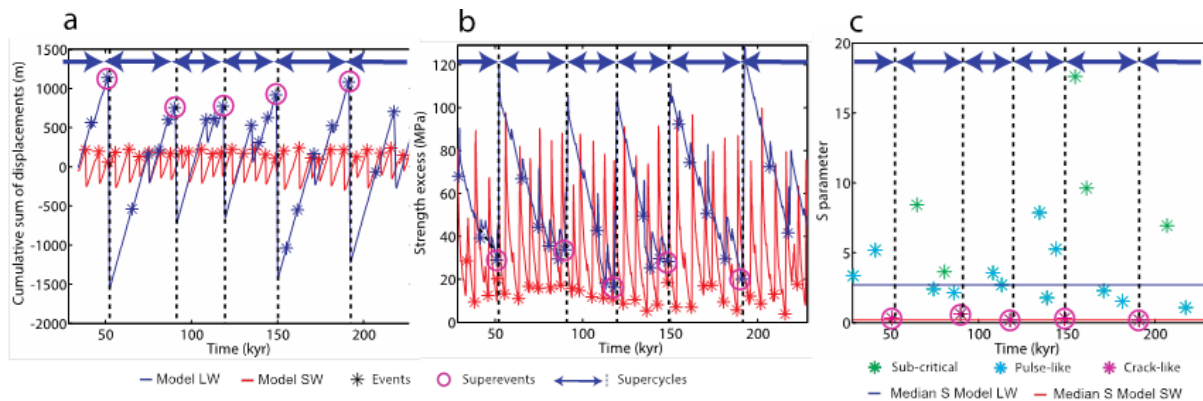 a
Cumulative sum of displacements (m)
1500
1000
500
0
-500
-1000
-1500
-2000
50 100 150 200
Time (kyr)
b
Strength excess (MPa)
120
100
80
60
40
20
0
50 100 150 200
Time (kyr)
c
S parameter
20
15
10
5
0
50 100 150 200
Time (kyr)
Model LW Model SW Events Superevents Supercycles
Sub-critical Pulse-like Crack-like
Median S Model LW Median S Model SW